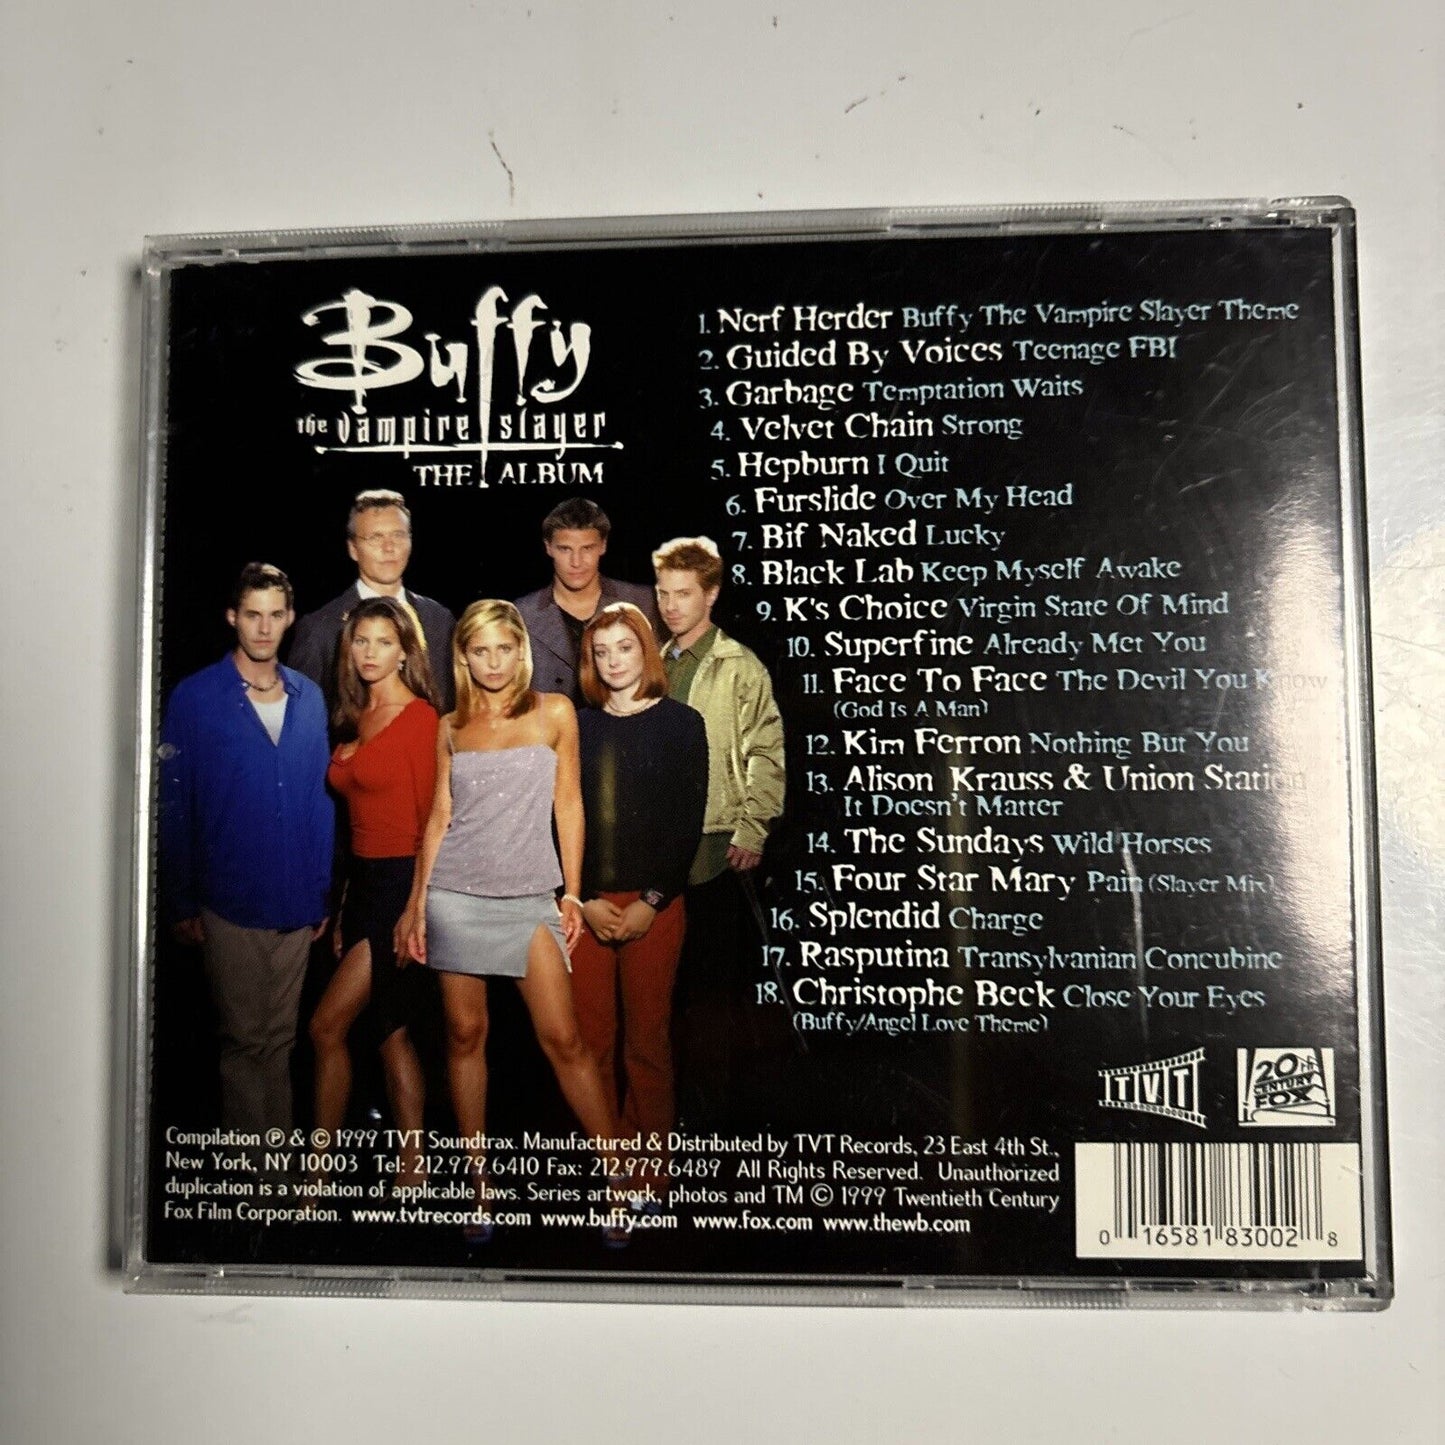 Buffy
the vampire slayer
THE ALBUM
1. Nerf Herder Buffy The Vampire Slayer Theme
2. Guided By Voices Teenage FBI
3. Garbage Temptation Waits
4. Velvet Chain Strong
5. Hepburn I Quit
6. Furslide Over My Head
7. Bif Naked Lucky
8. Black Lab Keep Myself Awake
9. K's Choice Virgin State Of Mind
10. Superfine Already Met You
11. Face To Face The Devil You Know
(God Is A Man)
12. Kim Ferron Nothing But You
13. Alison Krauss & Union Station
It Doesn't Matter
14. The Sundays Wild Horses
15. Four Star Mary Pain (Slayer Mix)
16. Splendid Charge
17. Rasputina Transylvanian Concubine
18. Christophe Beck Close Your Eyes
(Buffy/Angel Love Theme)
TVT
20TH
CENTURY
FOX
Compilation ℗ & © 1999 TVT Soundtrax. Manufactured & Distributed by TVT Records, 23 East 4th St.,
New York, NY 10003 Tel: 212.979.6410 Fax: 212.979.6489 All Rights Reserved. Unauthorized
duplication is a violation of applicable laws. Series artwork, photos and TM © 1999 Twentieth Century
Fox Film Corporation. www.tvtrecords.com www.buffy.com www.fox.com www.thewb.com
0 16581 83002 8